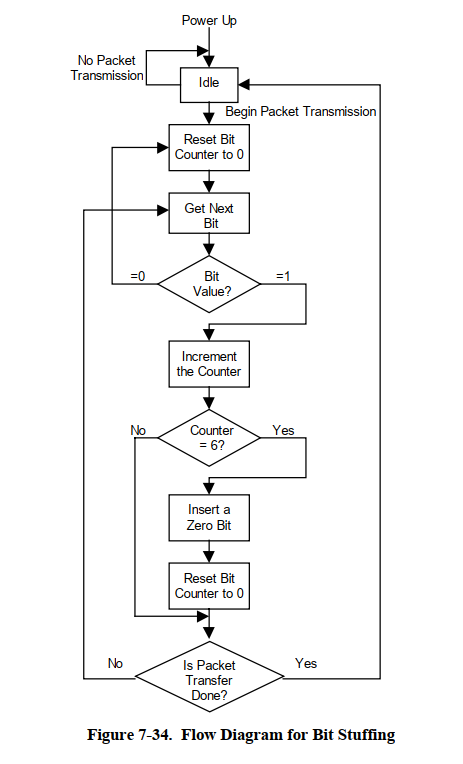 Power Up
No Packet
Transmission
Idle
Begin Packet Transmission
Reset Bit
Counter to 0
Get Next
Bit
=0
Bit
Value?
=1
Increment
the Counter
No
Counter
= 6?
Yes
Insert a
Zero Bit
Reset Bit
Counter to 0
No
Is Packet
Transfer
Done?
Yes
Figure 7-34. Flow Diagram for Bit Stuffing